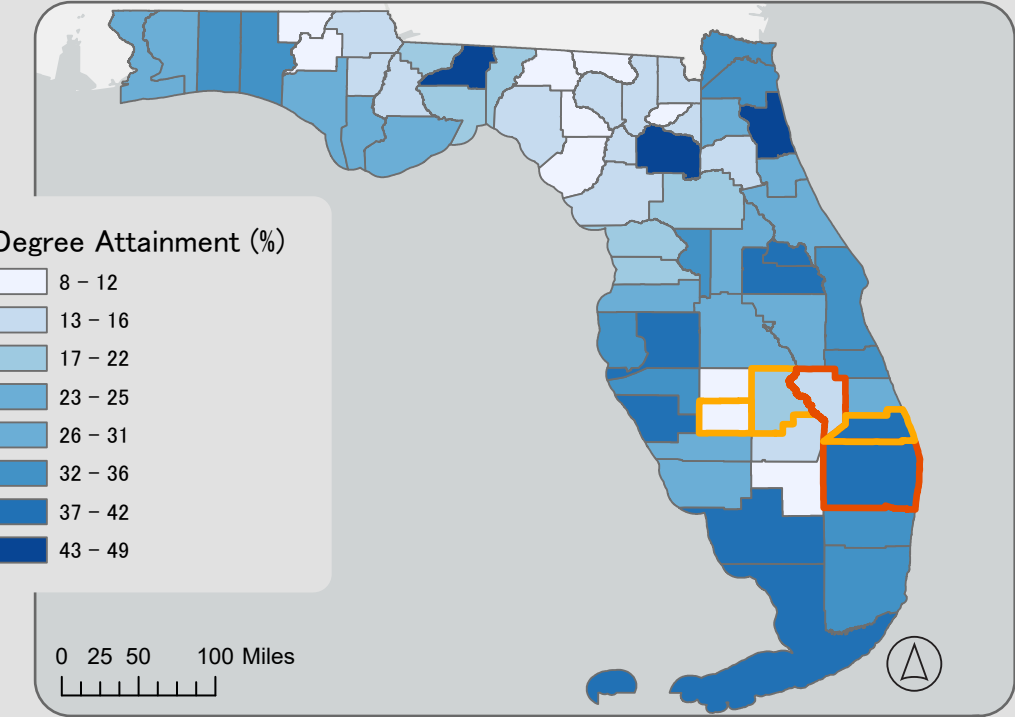 Degree Attainment (%)
8 - 12
13 - 16
17 - 22
23 - 25
26 - 31
32 - 36
37 - 42
43 - 49
0 25 50 100 Miles